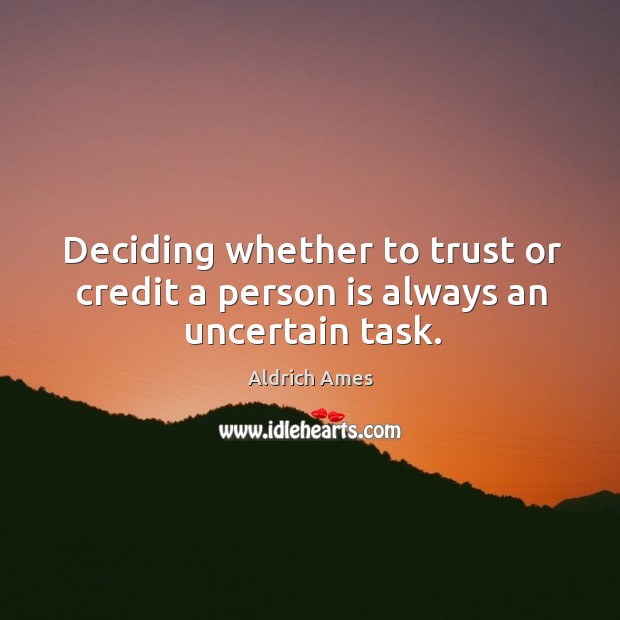 Deciding whether to trust or
credit a person is always an
uncertain task.
Aldrich Ames
www.idlehearts.com